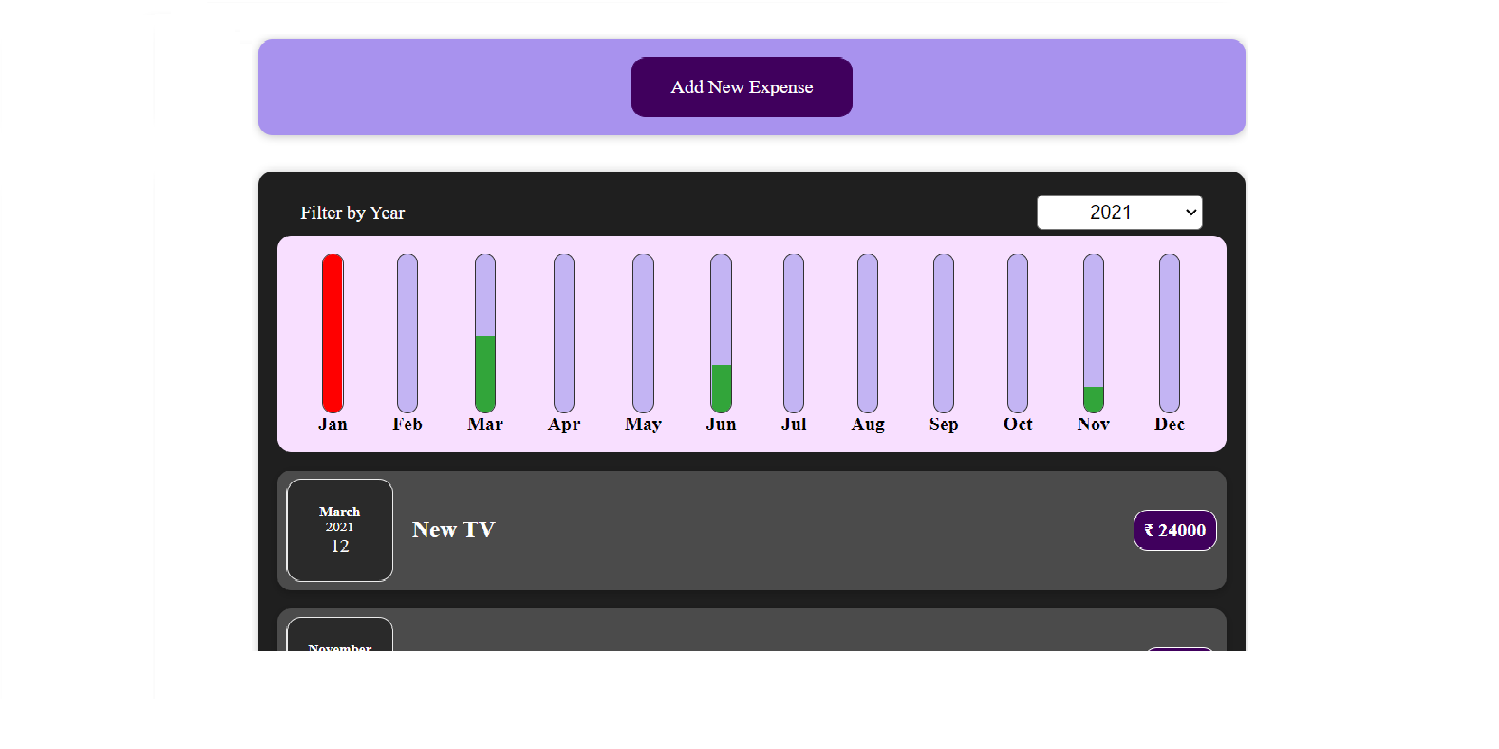 Add New Expense
Filter by Year
2021
Jan Feb Mar Apr May Jun Jul Aug Sep Oct Nov Dec
March
2021
12
New TV
₹ 24000
November